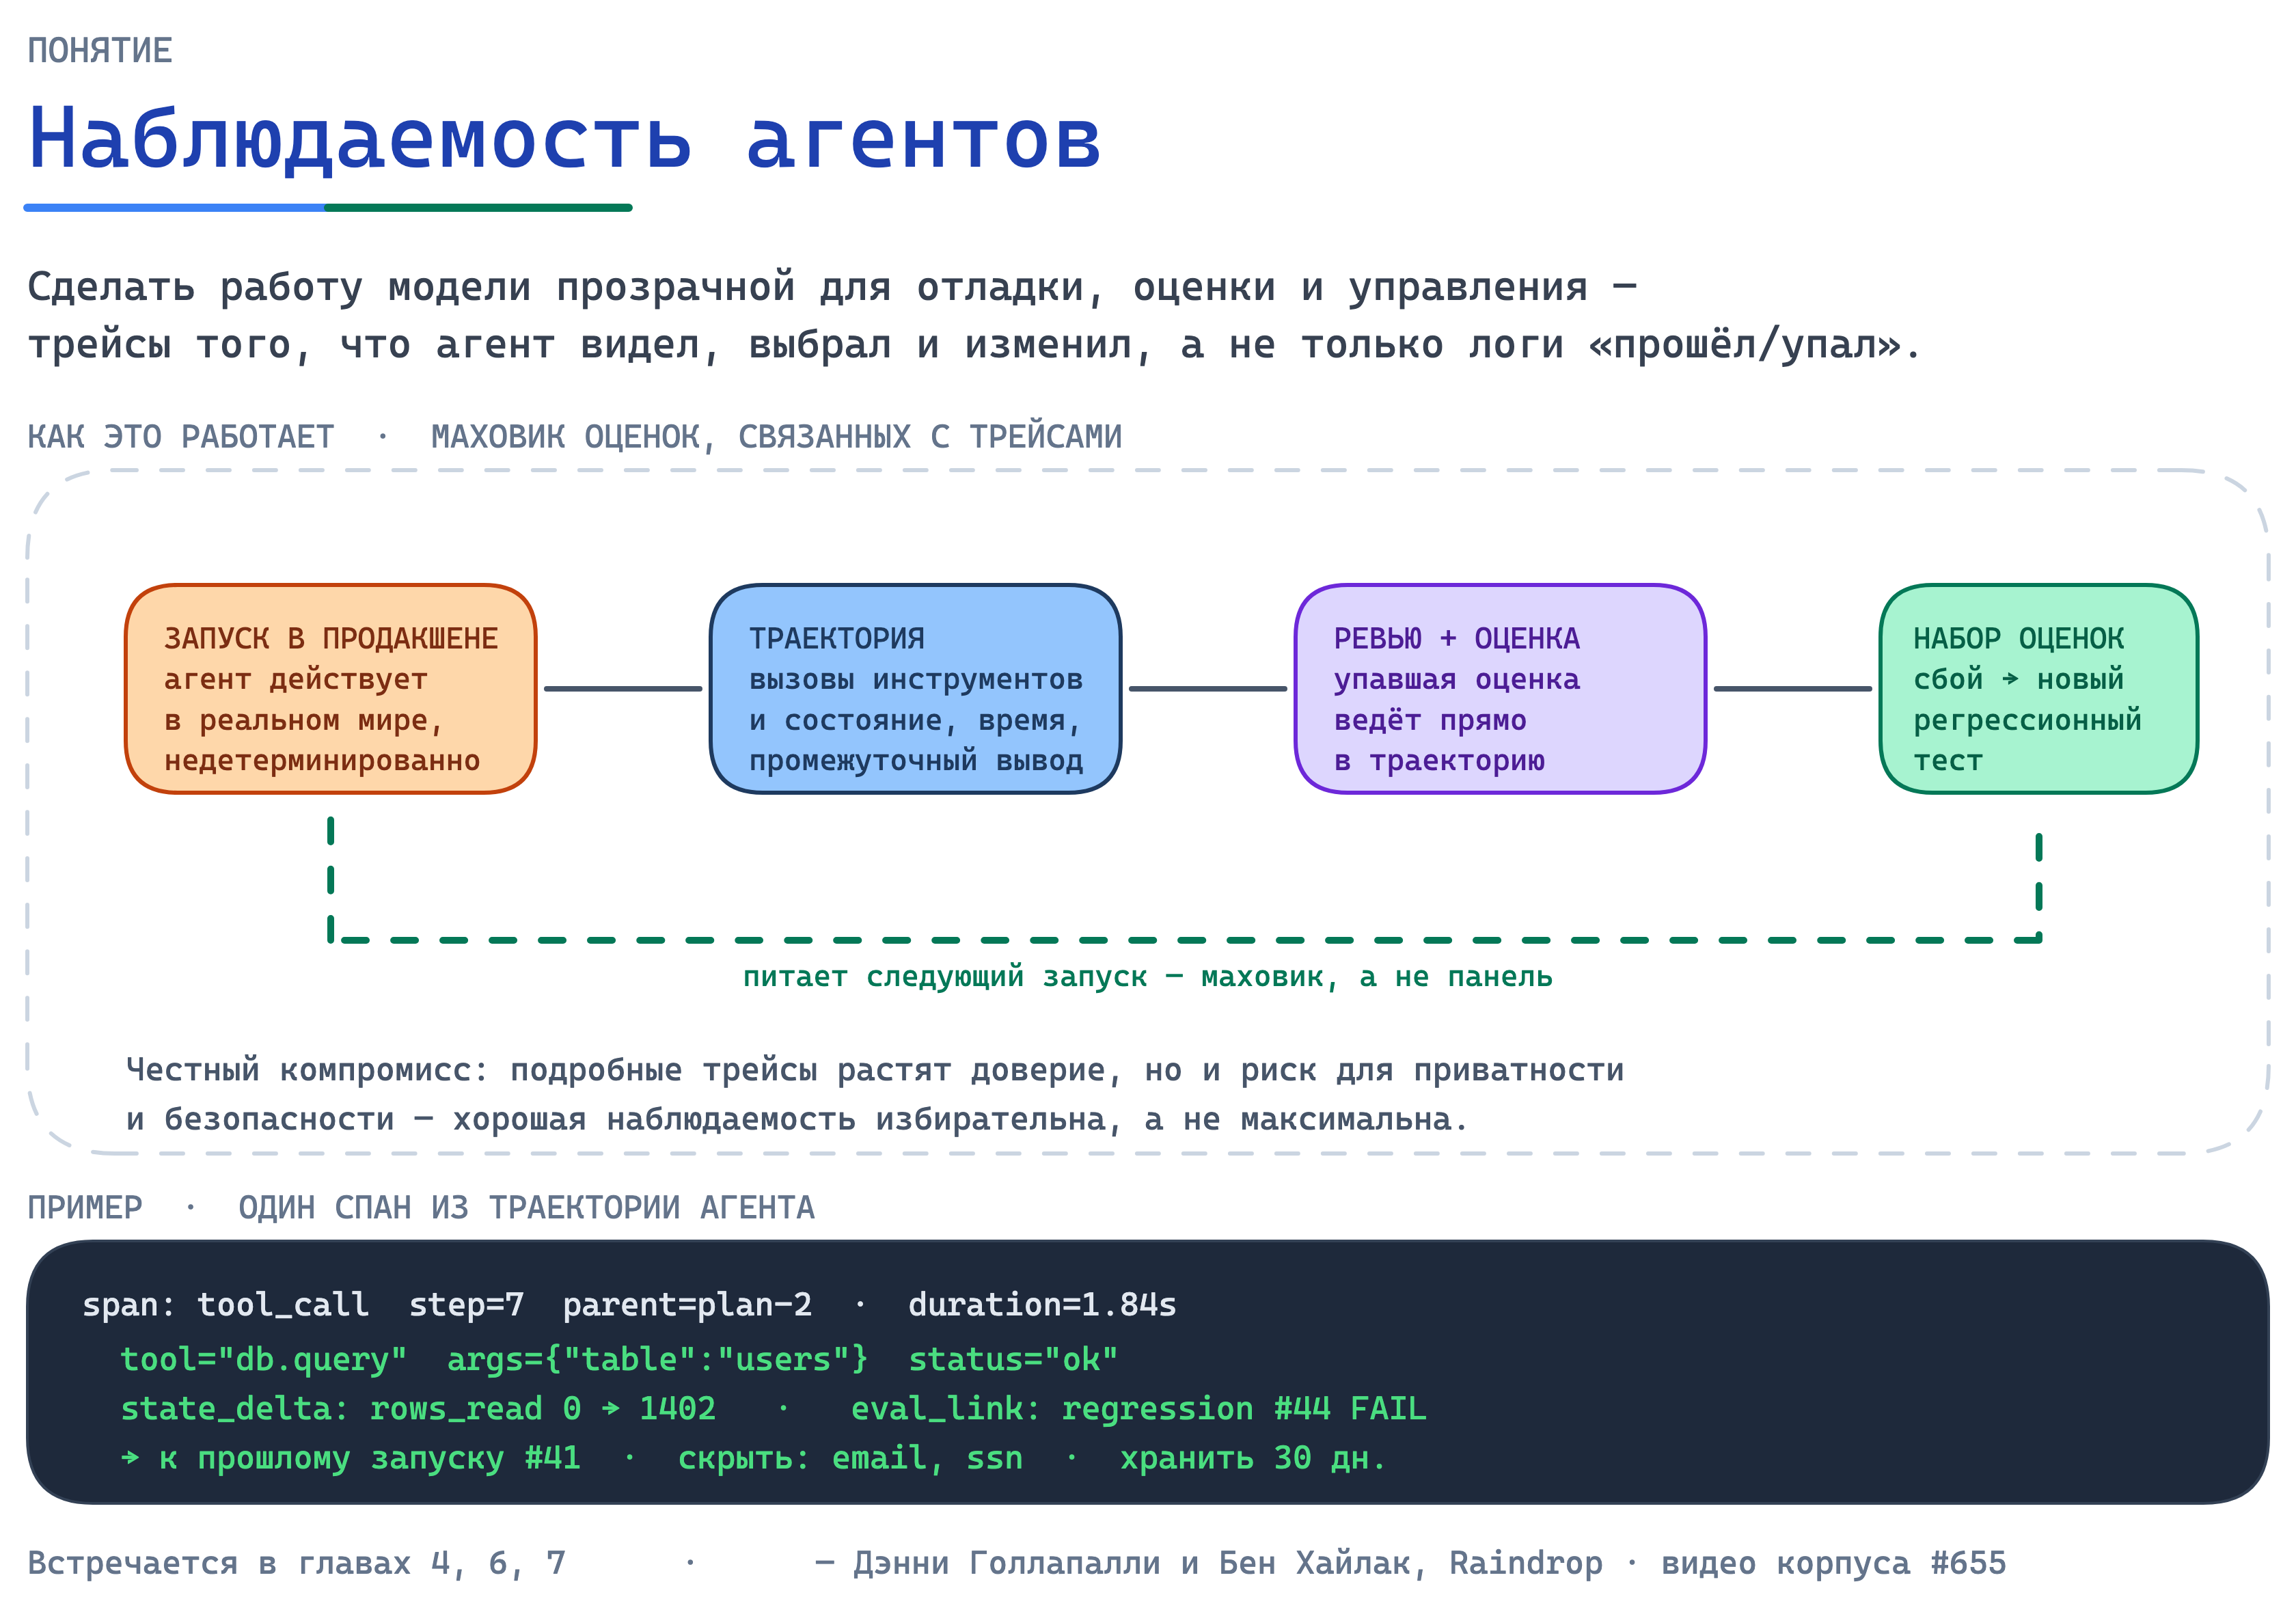 ПОНЯТИЕ
Наблюдаемость агентов
Сделать работу модели прозрачной для отладки, оценки и управления —
трейсы того, что агент видел, выбрал и изменил, а не только логи «прошёл/упал».
КАК ЭТО РАБОТАЕТ · МАХОВИК ОЦЕНОК, СВЯЗАННЫХ С ТРЕЙСАМИ
ЗАПУСК В ПРОДАКШЕНЕ
агент действует
в реальном мире,
недетерминированно
ТРАЕКТОРИЯ
вызовы инструментов
и состояние, время,
промежуточный вывод
РЕВЬЮ + ОЦЕНКА
упавшая оценка
ведёт прямо
в траекторию
НАБОР ОЦЕНОК
сбой → новый
регрессионный
тест
питает следующий запуск — маховик, а не панель
Честный компромисс: подробные трейсы растят доверие, но и риск для приватности
и безопасности — хорошая наблюдаемость избирательна, а не максимальна.
ПРИМЕР · ОДИН СПАН ИЗ ТРАЕКТОРИИ АГЕНТА
span: tool_call step=7 parent=plan-2 · duration=1.84s
tool="db.query" args={"table":"users"} status="ok"
state_delta: rows_read 0 → 1402 · eval_link: regression #44 FAIL
→ к прошлому запуску #41 · скрыть: email, ssn · хранить 30 дн.
Встречается в главах 4, 6, 7 · — Дэнни Голлапалли и Бен Хайлак, Raindrop · видео корпуса #655